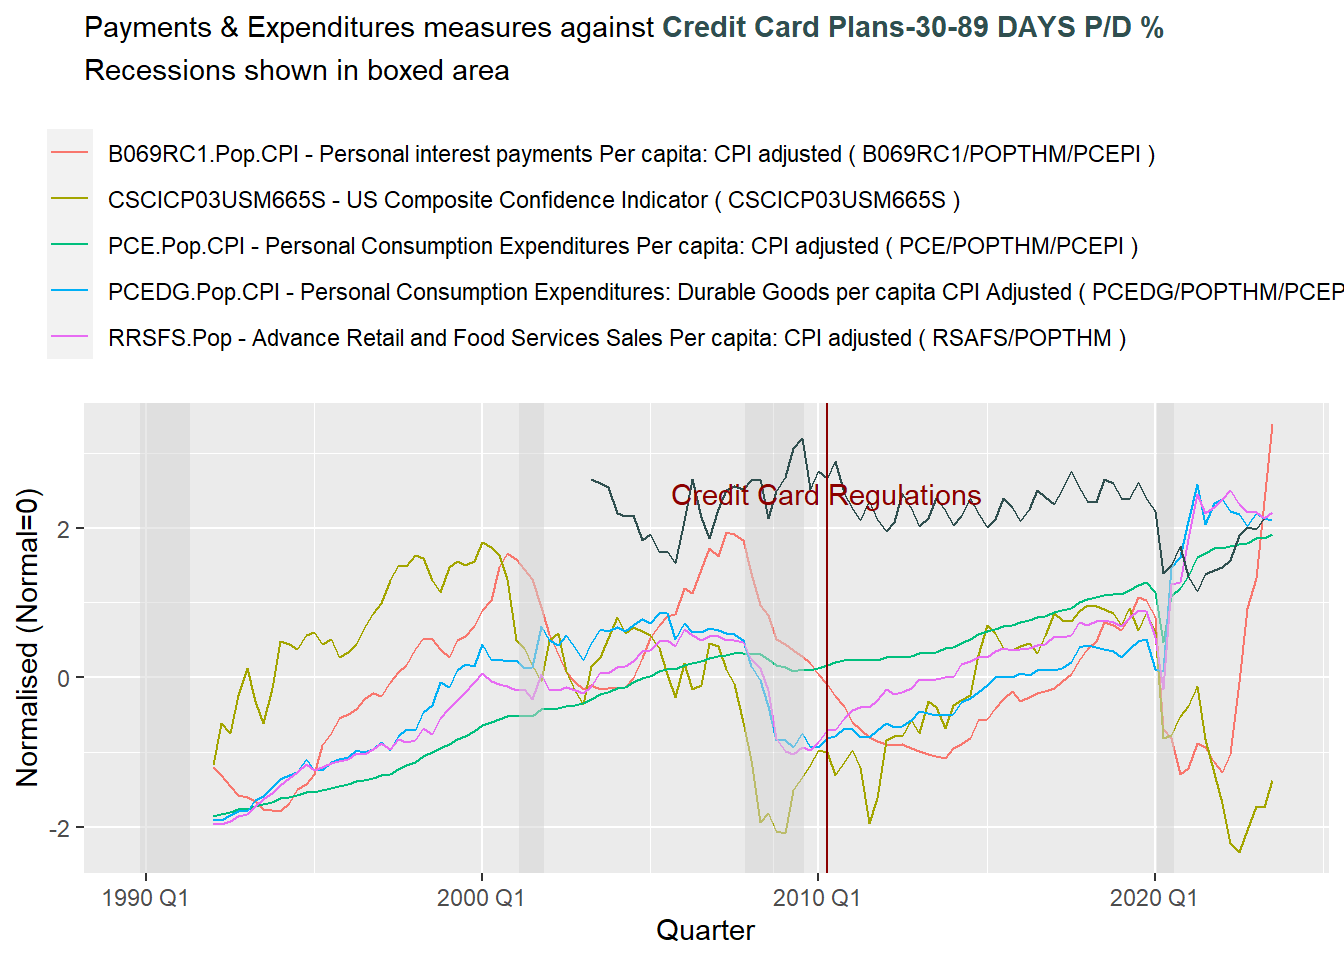 Payments & Expenditures measures against Credit Card Plans-30-89 DAYS P/D %
Recessions shown in boxed area
B069RC1.Pop.CPI - Personal interest payments Per capita: CPI adjusted ( B069RC1/POPTHM/PCEPI )
CSCICP03USM665S - US Composite Confidence Indicator ( CSCICP03USM665S )
PCE.Pop.CPI - Personal Consumption Expenditures Per capita: CPI adjusted ( PCE/POPTHM/PCEPI )
PCEDG.Pop.CPI - Personal Consumption Expenditures: Durable Goods per capita CPI Adjusted ( PCEDG/POPTHM/PCEP
RRSFS.Pop - Advance Retail and Food Services Sales Per capita: CPI adjusted ( RSAFS/POPTHM )
Credit Card Regulations
Normalised (Normal=0)
2
0
-2
1990 Q1
2000 Q1
2010 Q1
2020 Q1
Quarter